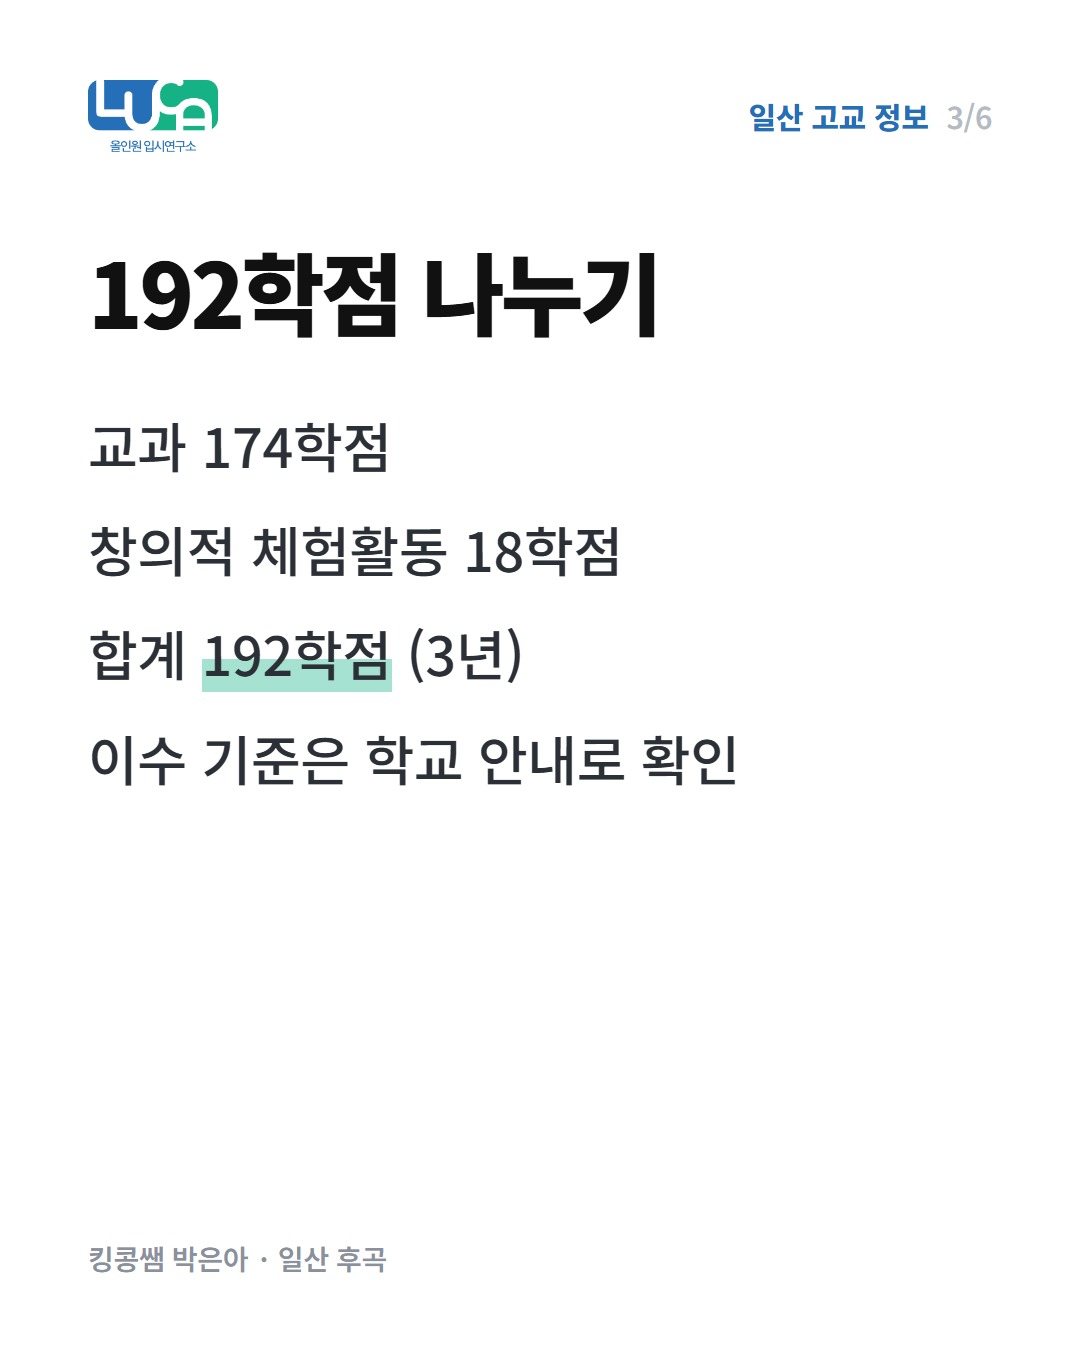 LUCA
올인원 입시연구소
일산 고교 정보 3/6
192학점 나누기
교과 174학점
창의적 체험활동 18학점
합계 192학점 (3년)
이수 기준은 학교 안내로 확인
킹콩쌤 박은아 · 일산 후곡